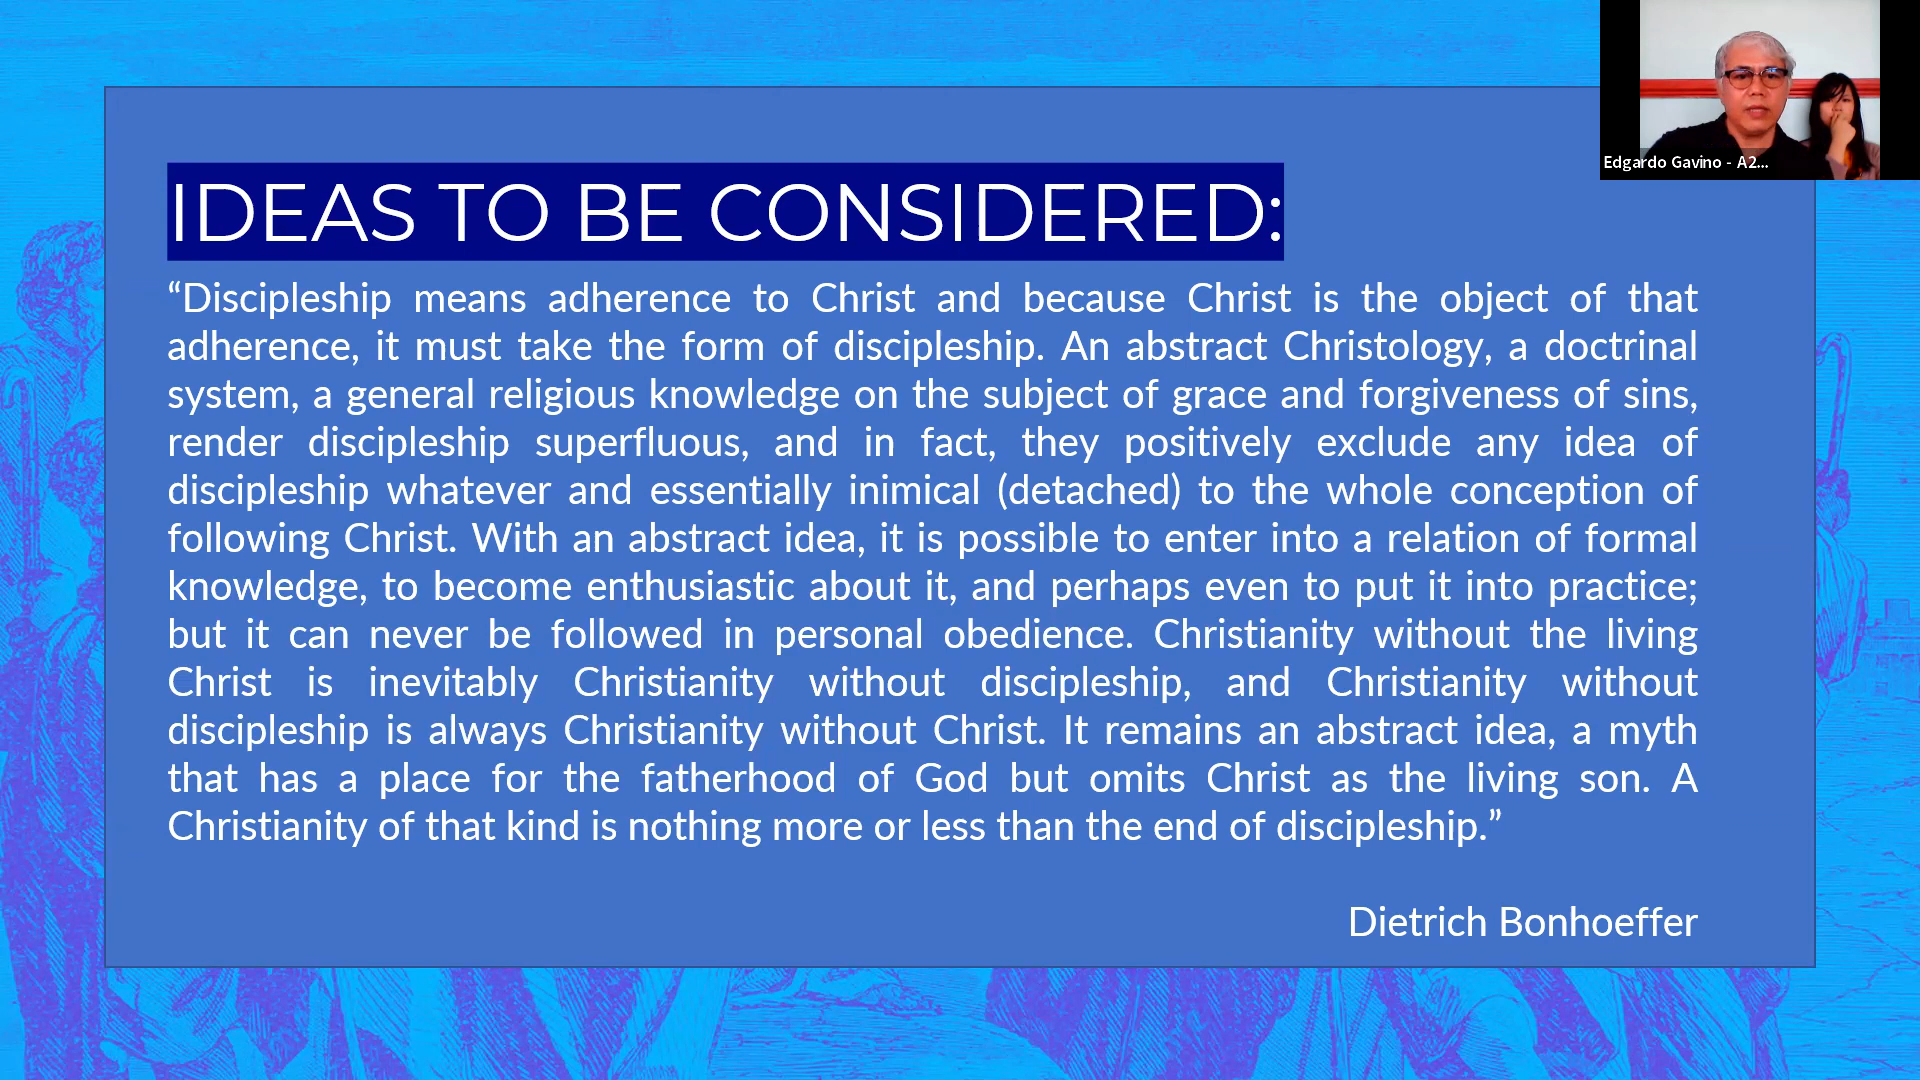 Edgardo Gavino - A2...
IDEAS TO BE CONSIDERED:
“Discipleship means adherence to Christ and because Christ is the object of that
adherence, it must take the form of discipleship. An abstract Christology, a doctrinal
system, a general religious knowledge on the subject of grace and forgiveness of sins,
render discipleship superfluous, and in fact, they positively exclude any idea of
discipleship whatever and essentially inimical (detached) to the whole conception of
following Christ. With an abstract idea, it is possible to enter into a relation of formal
knowledge, to become enthusiastic about it, and perhaps even to put it into practice;
but it can never be followed in personal obedience. Christianity without the living
Christ is inevitably Christianity without discipleship, and Christianity without
discipleship is always Christianity without Christ. It remains an abstract idea, a myth
that has a place for the fatherhood of God but omits Christ as the living son. A
Christianity of that kind is nothing more or less than the end of discipleship.”
Dietrich Bonhoeffer